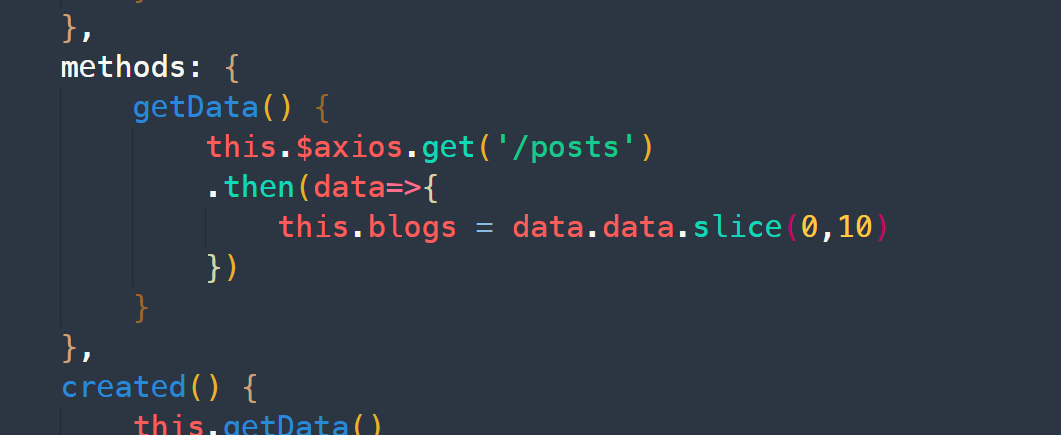 },
methods: {
getData() {
this.$axios.get('/posts')
.then(data=>{
this.blogs = data.data.slice(0,10)
})
}
},
created() {
this.getData()